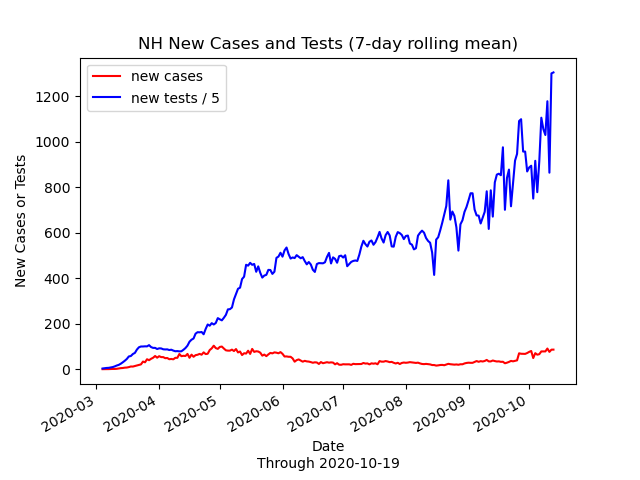 NH New Cases and Tests (7-day rolling mean)
new cases
new tests / 5
New Cases or Tests
1200
1000
800
600
400
200
0
2020-03
2020-04
2020-05
2020-06
2020-07
2020-08
2020-09
2020-10
Date
Through 2020-10-19